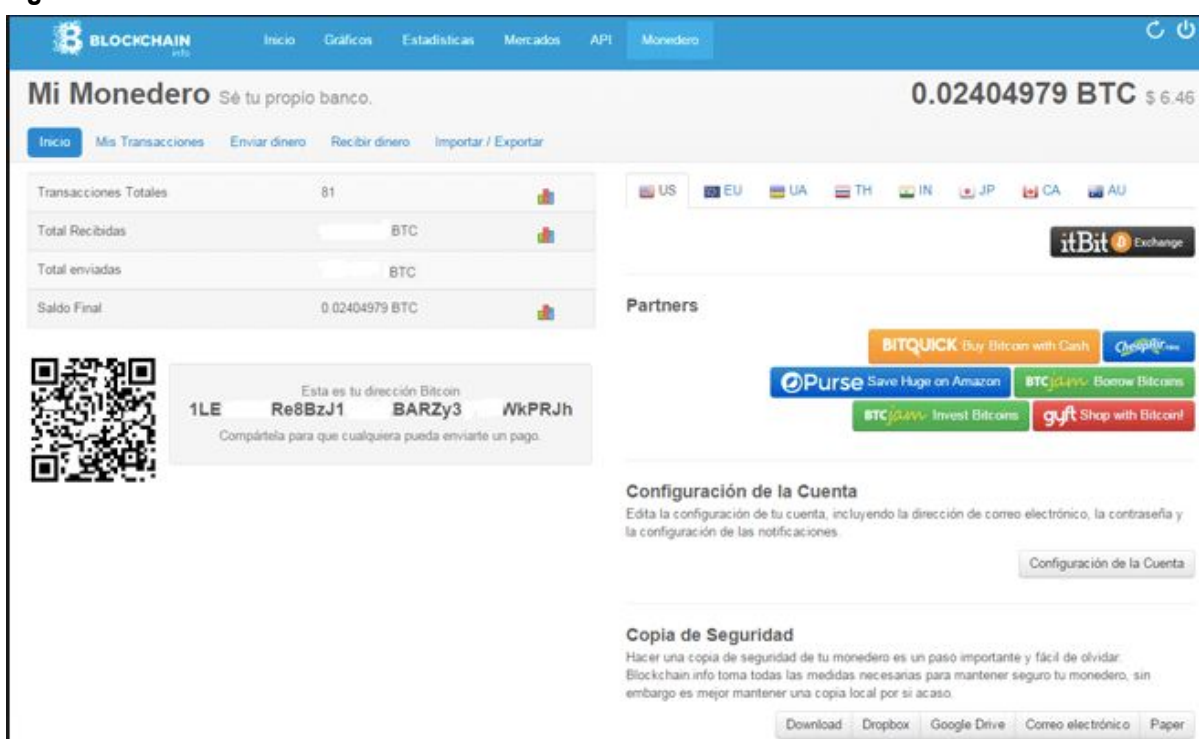 BLOCKCHAIN
info
Inicio Gráficos Estadísticas Mercados API Monedero
Mi Monedero Sé tu propio banco.
0.02404979 BTC $ 6.46
Inicio Mis Transacciones Enviar dinero Recibir dinero Importar / Exportar
Transacciones Totales 81
Total Recibidas BTC
Total enviadas BTC
Saldo Final 0.02404979 BTC
Esta es tu dirección Bitcoin
1LE Re8BzJ1 BARZy3 WkPRJh
Compártela para que cualquiera pueda enviarte un pago.
US EU UA TH IN JP CA AU
itBit Exchange
Partners
BITQUICK Buy Bitcoin with Cash CheapAir.com
Purse Save Huge on Amazon BTCjam Borrow Bitcoins
BTCjam Invest Bitcoins gyft Shop with Bitcoin!
Configuración de la Cuenta
Edita la configuración de tu cuenta, incluyendo la dirección de correo electrónico, la contraseña y
la configuración de las notificaciones.
Configuración de la Cuenta
Copia de Seguridad
Hacer una copia de seguridad de tu monedero es un paso importante y fácil de olvidar.
Blockchain.info toma todas las medidas necesarias para mantener seguro tu monedero, sin
embargo es mejor mantener una copia local por si acaso.
Download Dropbox Google Drive Correo electrónico Paper